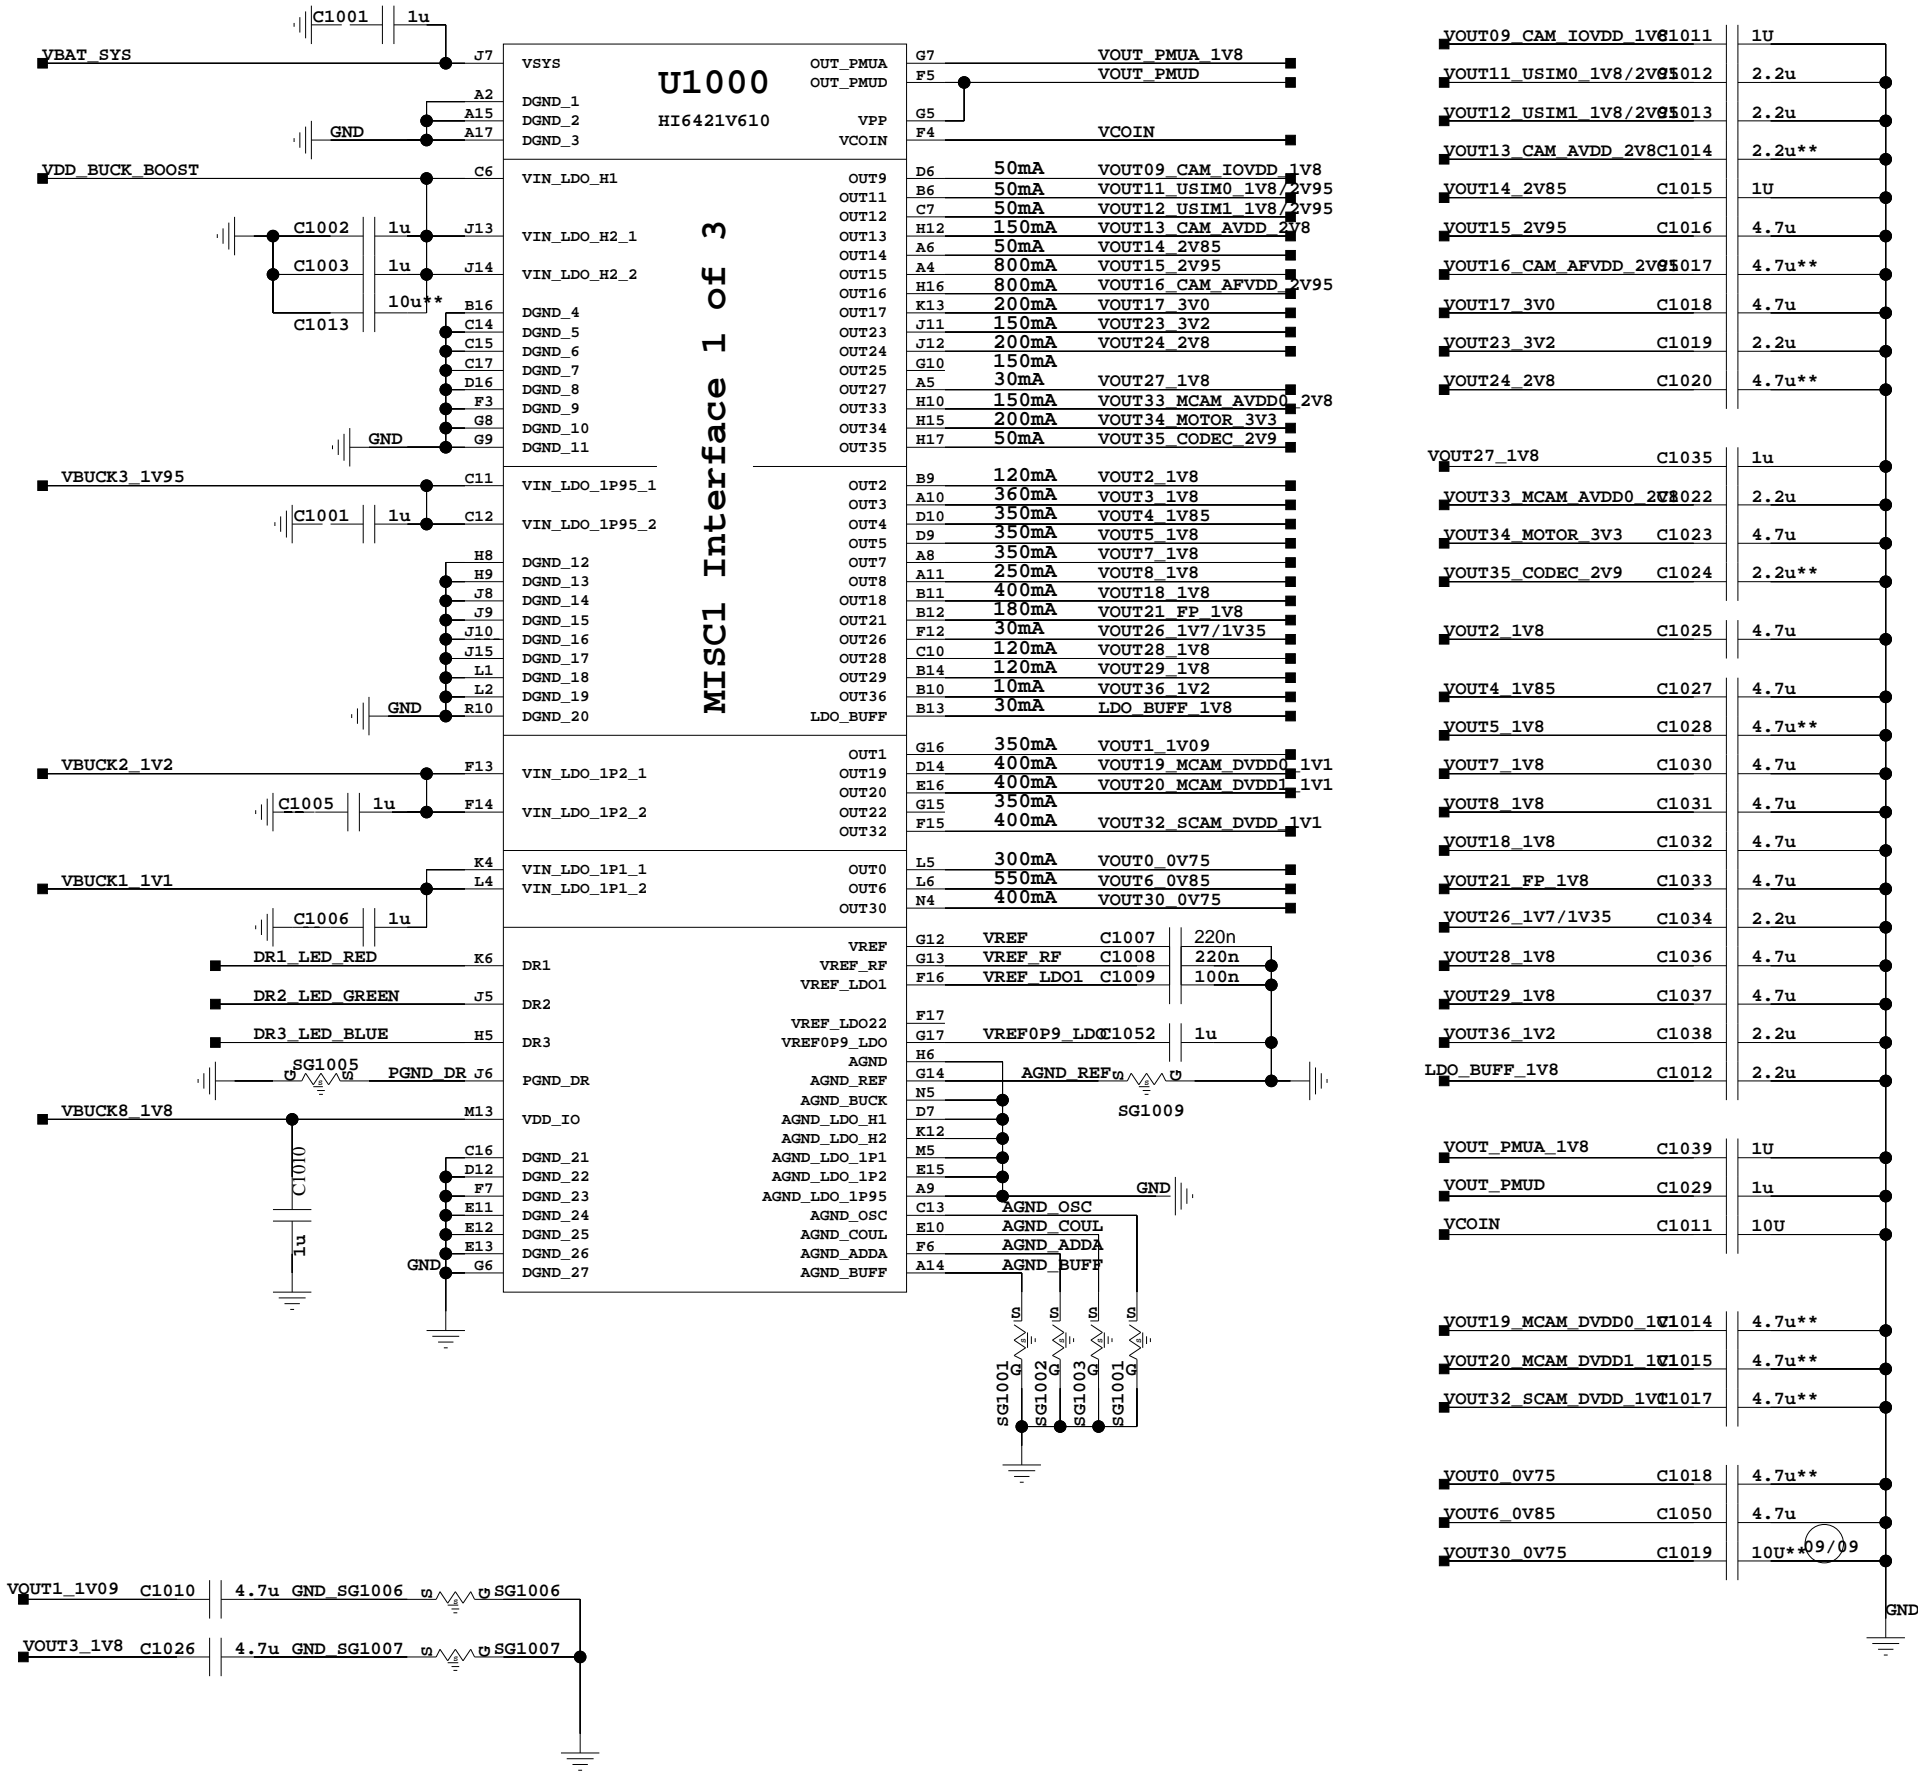 C1001 1u
VBAT_SYS J7 VSYS
A2 DGND_1
A15 DGND_2
GND A17 DGND_3
VDD_BUCK_BOOST C6 VIN_LDO_H1
C1002 1u J13 VIN_LDO_H2_1
C1003 1u J14 VIN_LDO_H2_2
C1013 10u**
B16 DGND_4
C14 DGND_5
C15 DGND_6
C17 DGND_7
D16 DGND_8
F3 DGND_9
G8 DGND_10
GND G9 DGND_11
VBUCK3_1V95 C11 VIN_LDO_1P95_1
C1001 1u C12 VIN_LDO_1P95_2
H8 DGND_12
H9 DGND_13
J8 DGND_14
J9 DGND_15
J10 DGND_16
J15 DGND_17
L1 DGND_18
L2 DGND_19
GND R10 DGND_20
VBUCK2_1V2 F13 VIN_LDO_1P2_1
C1005 1u F14 VIN_LDO_1P2_2
K4 VIN_LDO_1P1_1
VBUCK1_1V1 L4 VIN_LDO_1P1_2
C1006 1u
DR1_LED_RED K6 DR1
DR2_LED_GREEN J5 DR2
DR3_LED_BLUE H5 DR3
SG1005 G S PGND_DR J6 PGND_DR
VBUCK8_1V8 M13 VDD_IO
C1010 1u
C16 DGND_21
D12 DGND_22
F7 DGND_23
E11 DGND_24
E12 DGND_25
E13 DGND_26
GND G6 DGND_27
U1000
HI6421V610
MISC1 Interface 1 of 3
OUT_PMUA G7 VOUT_PMUA_1V8
OUT_PMUD F5 VOUT_PMUD
VPP G5
VCOIN F4 VCOIN
OUT9 D6 50mA VOUT09_CAM_IOVDD_1V8
OUT11 B6 50mA VOUT11_USIM0_1V8/2V95
OUT12 C7 50mA VOUT12_USIM1_1V8/2V95
OUT13 H12 150mA VOUT13_CAM_AVDD_2V8
OUT14 A6 50mA VOUT14_2V85
OUT15 A4 800mA VOUT15_2V95
OUT16 H16 800mA VOUT16_CAM_AFVDD_2V95
OUT17 K13 200mA VOUT17_3V0
OUT23 J11 150mA VOUT23_3V2
OUT24 J12 200mA VOUT24_2V8
OUT25 G10 150mA
OUT27 A5 30mA VOUT27_1V8
OUT33 H10 150mA VOUT33_MCAM_AVDD0_2V8
OUT34 H15 200mA VOUT34_MOTOR_3V3
OUT35 H17 50mA VOUT35_CODEC_2V9
OUT2 B9 120mA VOUT2_1V8
OUT3 A10 360mA VOUT3_1V8
OUT4 D10 350mA VOUT4_1V85
OUT5 D9 350mA VOUT5_1V8
OUT7 A8 350mA VOUT7_1V8
OUT8 A11 250mA VOUT8_1V8
OUT18 B11 400mA VOUT18_1V8
OUT21 B12 180mA VOUT21_FP_1V8
OUT26 F12 30mA VOUT26_1V7/1V35
OUT28 C10 120mA VOUT28_1V8
OUT29 B14 120mA VOUT29_1V8
OUT36 B10 10mA VOUT36_1V2
LDO_BUFF B13 30mA LDO_BUFF_1V8
OUT1 G16 350mA VOUT1_1V09
OUT19 D14 400mA VOUT19_MCAM_DVDD0_1V1
OUT20 E16 400mA VOUT20_MCAM_DVDD1_1V1
OUT22 G15 350mA
OUT32 F15 400mA VOUT32_SCAM_DVDD_1V1
OUT0 L5 300mA VOUT0_0V75
OUT6 L6 550mA VOUT6_0V85
OUT30 N4 400mA VOUT30_0V75
VREF G12 VREF C1007 220n
VREF_RF G13 VREF_RF C1008 220n
VREF_LDO1 F16 VREF_LDO1 C1009 100n
VREF_LDO22 F17
VREF0P9_LDO G17 VREF0P9_LDO C1052 1u
AGND H6
AGND_REF G14 AGND_REF S G SG1009
AGND_BUCK N5
AGND_LDO_H1 D7
AGND_LDO_H2 K12
AGND_LDO_1P1 M5
AGND_LDO_1P2 E15
AGND_LDO_1P95 A9 GND
AGND_OSC C13 AGND_OSC
AGND_COUL E10 AGND_COUL
AGND_ADDA F6 AGND_ADDA
AGND_BUFF A14 AGND_BUFF
S S S S
G G G G
SG1001 SG1002 SG1003 SG1001
VOUT09_CAM_IOVDD_1V8 C1011 1U
VOUT11_USIM0_1V8/2V95 C1012 2.2u
VOUT12_USIM1_1V8/2V95 C1013 2.2u
VOUT13_CAM_AVDD_2V8 C1014 2.2u**
VOUT14_2V85 C1015 1U
VOUT15_2V95 C1016 4.7u
VOUT16_CAM_AFVDD_2V95 C1017 4.7u**
VOUT17_3V0 C1018 4.7u
VOUT23_3V2 C1019 2.2u
VOUT24_2V8 C1020 4.7u**
VOUT27_1V8 C1035 1u
VOUT33_MCAM_AVDD0_2V8 C1022 2.2u
VOUT34_MOTOR_3V3 C1023 4.7u
VOUT35_CODEC_2V9 C1024 2.2u**
VOUT2_1V8 C1025 4.7u
VOUT4_1V85 C1027 4.7u
VOUT5_1V8 C1028 4.7u**
VOUT7_1V8 C1030 4.7u
VOUT8_1V8 C1031 4.7u
VOUT18_1V8 C1032 4.7u
VOUT21_FP_1V8 C1033 4.7u
VOUT26_1V7/1V35 C1034 2.2u
VOUT28_1V8 C1036 4.7u
VOUT29_1V8 C1037 4.7u
VOUT36_1V2 C1038 2.2u
LDO_BUFF_1V8 C1012 2.2u
VOUT_PMUA_1V8 C1039 1U
VOUT_PMUD C1029 1u
VCOIN C1011 10U
VOUT19_MCAM_DVDD0_1V1 C1014 4.7u**
VOUT20_MCAM_DVDD1_1V1 C1015 4.7u**
VOUT32_SCAM_DVDD_1V1 C1017 4.7u**
VOUT0_0V75 C1018 4.7u**
VOUT6_0V85 C1050 4.7u
VOUT30_0V75 C1019 10U** 09/09
GND
VOUT1_1V09 C1010 4.7u GND_SG1006 S G SG1006
VOUT3_1V8 C1026 4.7u GND_SG1007 S G SG1007